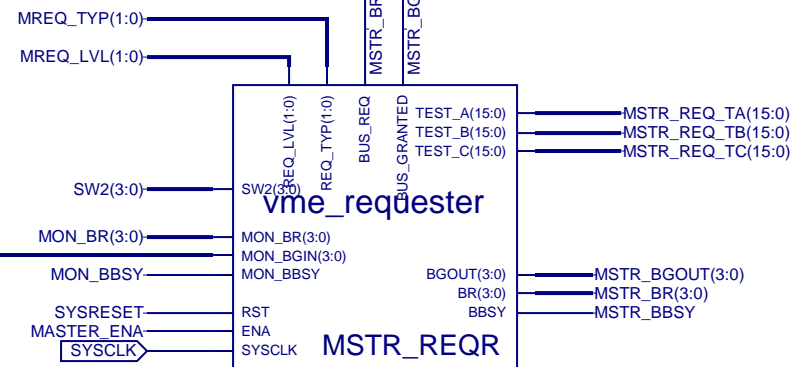 MREQ_TYP(1:0)
MREQ_LVL(1:0)
MSTR_BR
MSTR_BG
REQ_LVL(1:0)
REQ_TYP(1:0)
BUS_REQ
BUS_GRANTED
TEST_A(15:0)
MSTR_REQ_TA(15:0)
TEST_B(15:0)
MSTR_REQ_TB(15:0)
TEST_C(15:0)
MSTR_REQ_TC(15:0)
SW2(3:0)
SW2(3:0)
vme_requester
MON_BR(3:0)
MON_BR(3:0)
MON_BGIN(3:0)
MON_BBSY
MON_BBSY
BGOUT(3:0)
MSTR_BGOUT(3:0)
BR(3:0)
MSTR_BR(3:0)
SYSRESET
RST
BBSY
MSTR_BBSY
MASTER_ENA
ENA
SYSCLK
SYSCLK
MSTR_REQR